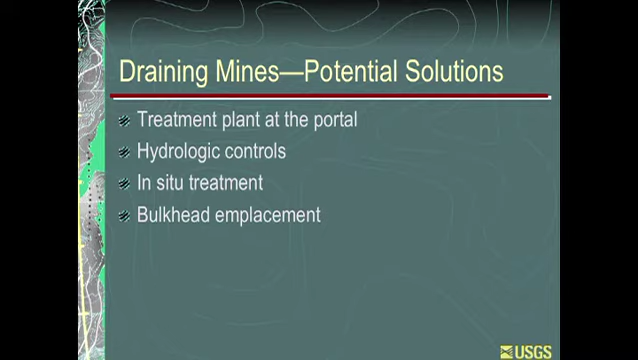 Draining Mines—Potential Solutions
Treatment plant at the portal
Hydrologic controls
In situ treatment
Bulkhead emplacement
USGS